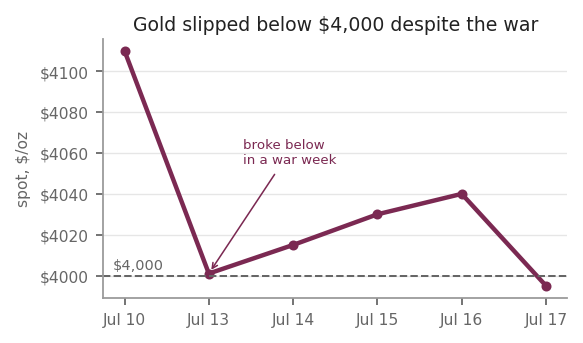 Gold slipped below $4,000 despite the war
spot, $/oz
$4100
$4080
$4060
$4040
$4020
$4000
broke below
in a war week
$4,000
Jul 10
Jul 13
Jul 14
Jul 15
Jul 16
Jul 17